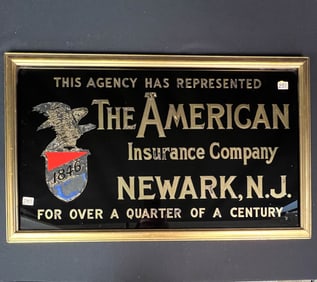 THIS AGENCY HAS REPRESENTED
THE AMERICAN
Insurance Company
1846
NEWARK, N.J.
FOR OVER A QUARTER OF A CENTURY